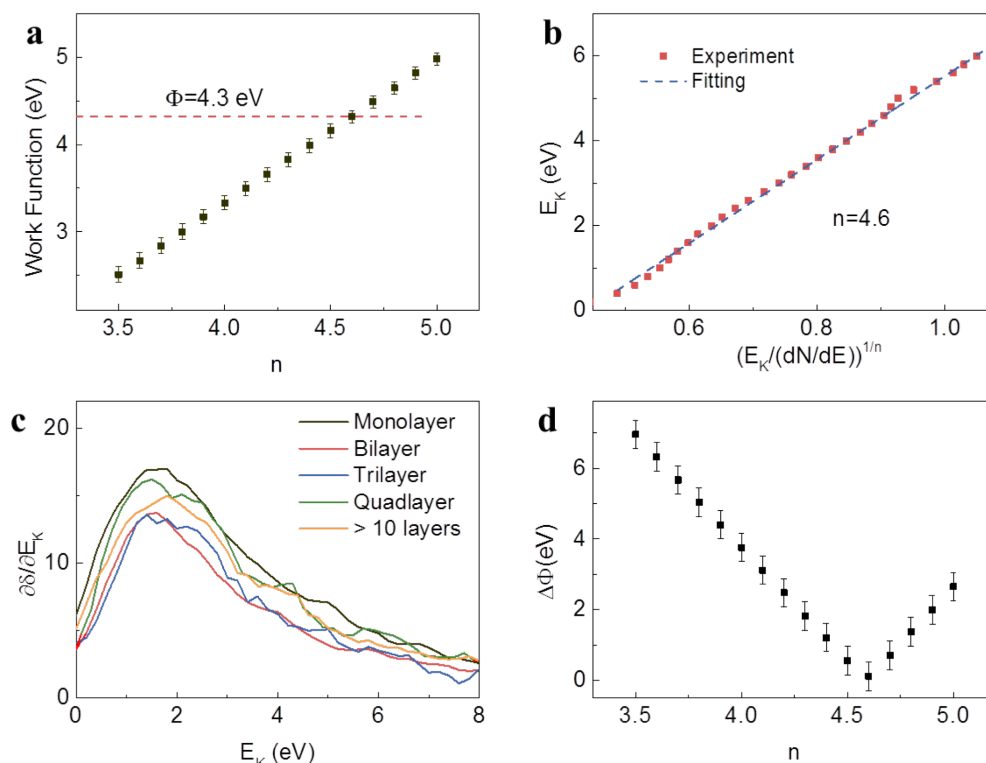 a
5
4
3
Work Function (eV)
Φ=4.3 eV
3.5
4.0
4.5
5.0
n
b
6
4
2
0
E_K (eV)
Experiment
Fitting
n=4.6
0.6
0.8
1.0
(E_K/(dN/dE))^{1/n}
c
20
10
0
∂δ/∂E_K
Monolayer
Bilayer
Trilayer
Quadlayer
> 10 layers
0
2
4
6
8
E_K (eV)
d
8
6
4
2
0
ΔΦ(eV)
3.5
4.0
4.5
5.0
n